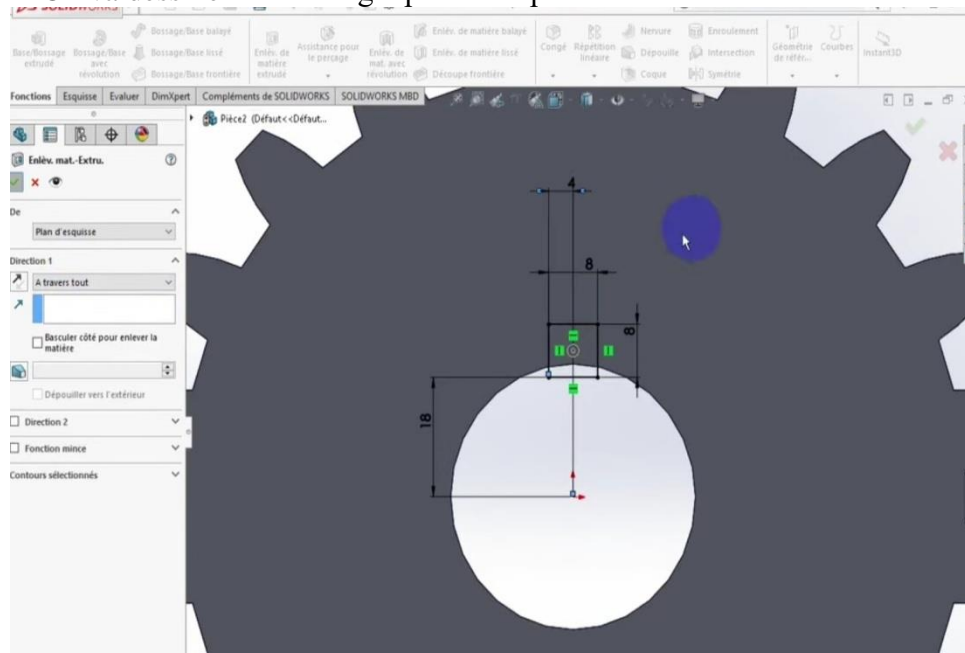 SOLIDWORKS
Base/Bossage extrudé
Bossage/Base avec révolution
Bossage/Base balayé
Bossage/Base lissé
Bossage/Base frontière
Enlèv. de matière extrudé
Assistance pour le perçage
Enlèv. de mat. avec révolution
Enlèv. de matière balayé
Enlèv. de matière lissé
Découpe frontière
Congé
Répétition linéaire
Nervure
Dépouille
Coque
Enroulement
Intersection
Symétrie
Géométrie de référ...
Courbes
Instant3D
Fonctions Esquisse Evaluer DimXpert Compléments de SOLIDWORKS SOLIDWORKS MBD
Pièce2 (Défaut<<Défaut...
Enlèv. mat.-Extru.
De
Plan d'esquisse
Direction 1
A travers tout
Basculer côté pour enlever la
matière
Dépouiller vers l'extérieur
Direction 2
Fonction mince
Contours sélectionnés
4
8
8
18